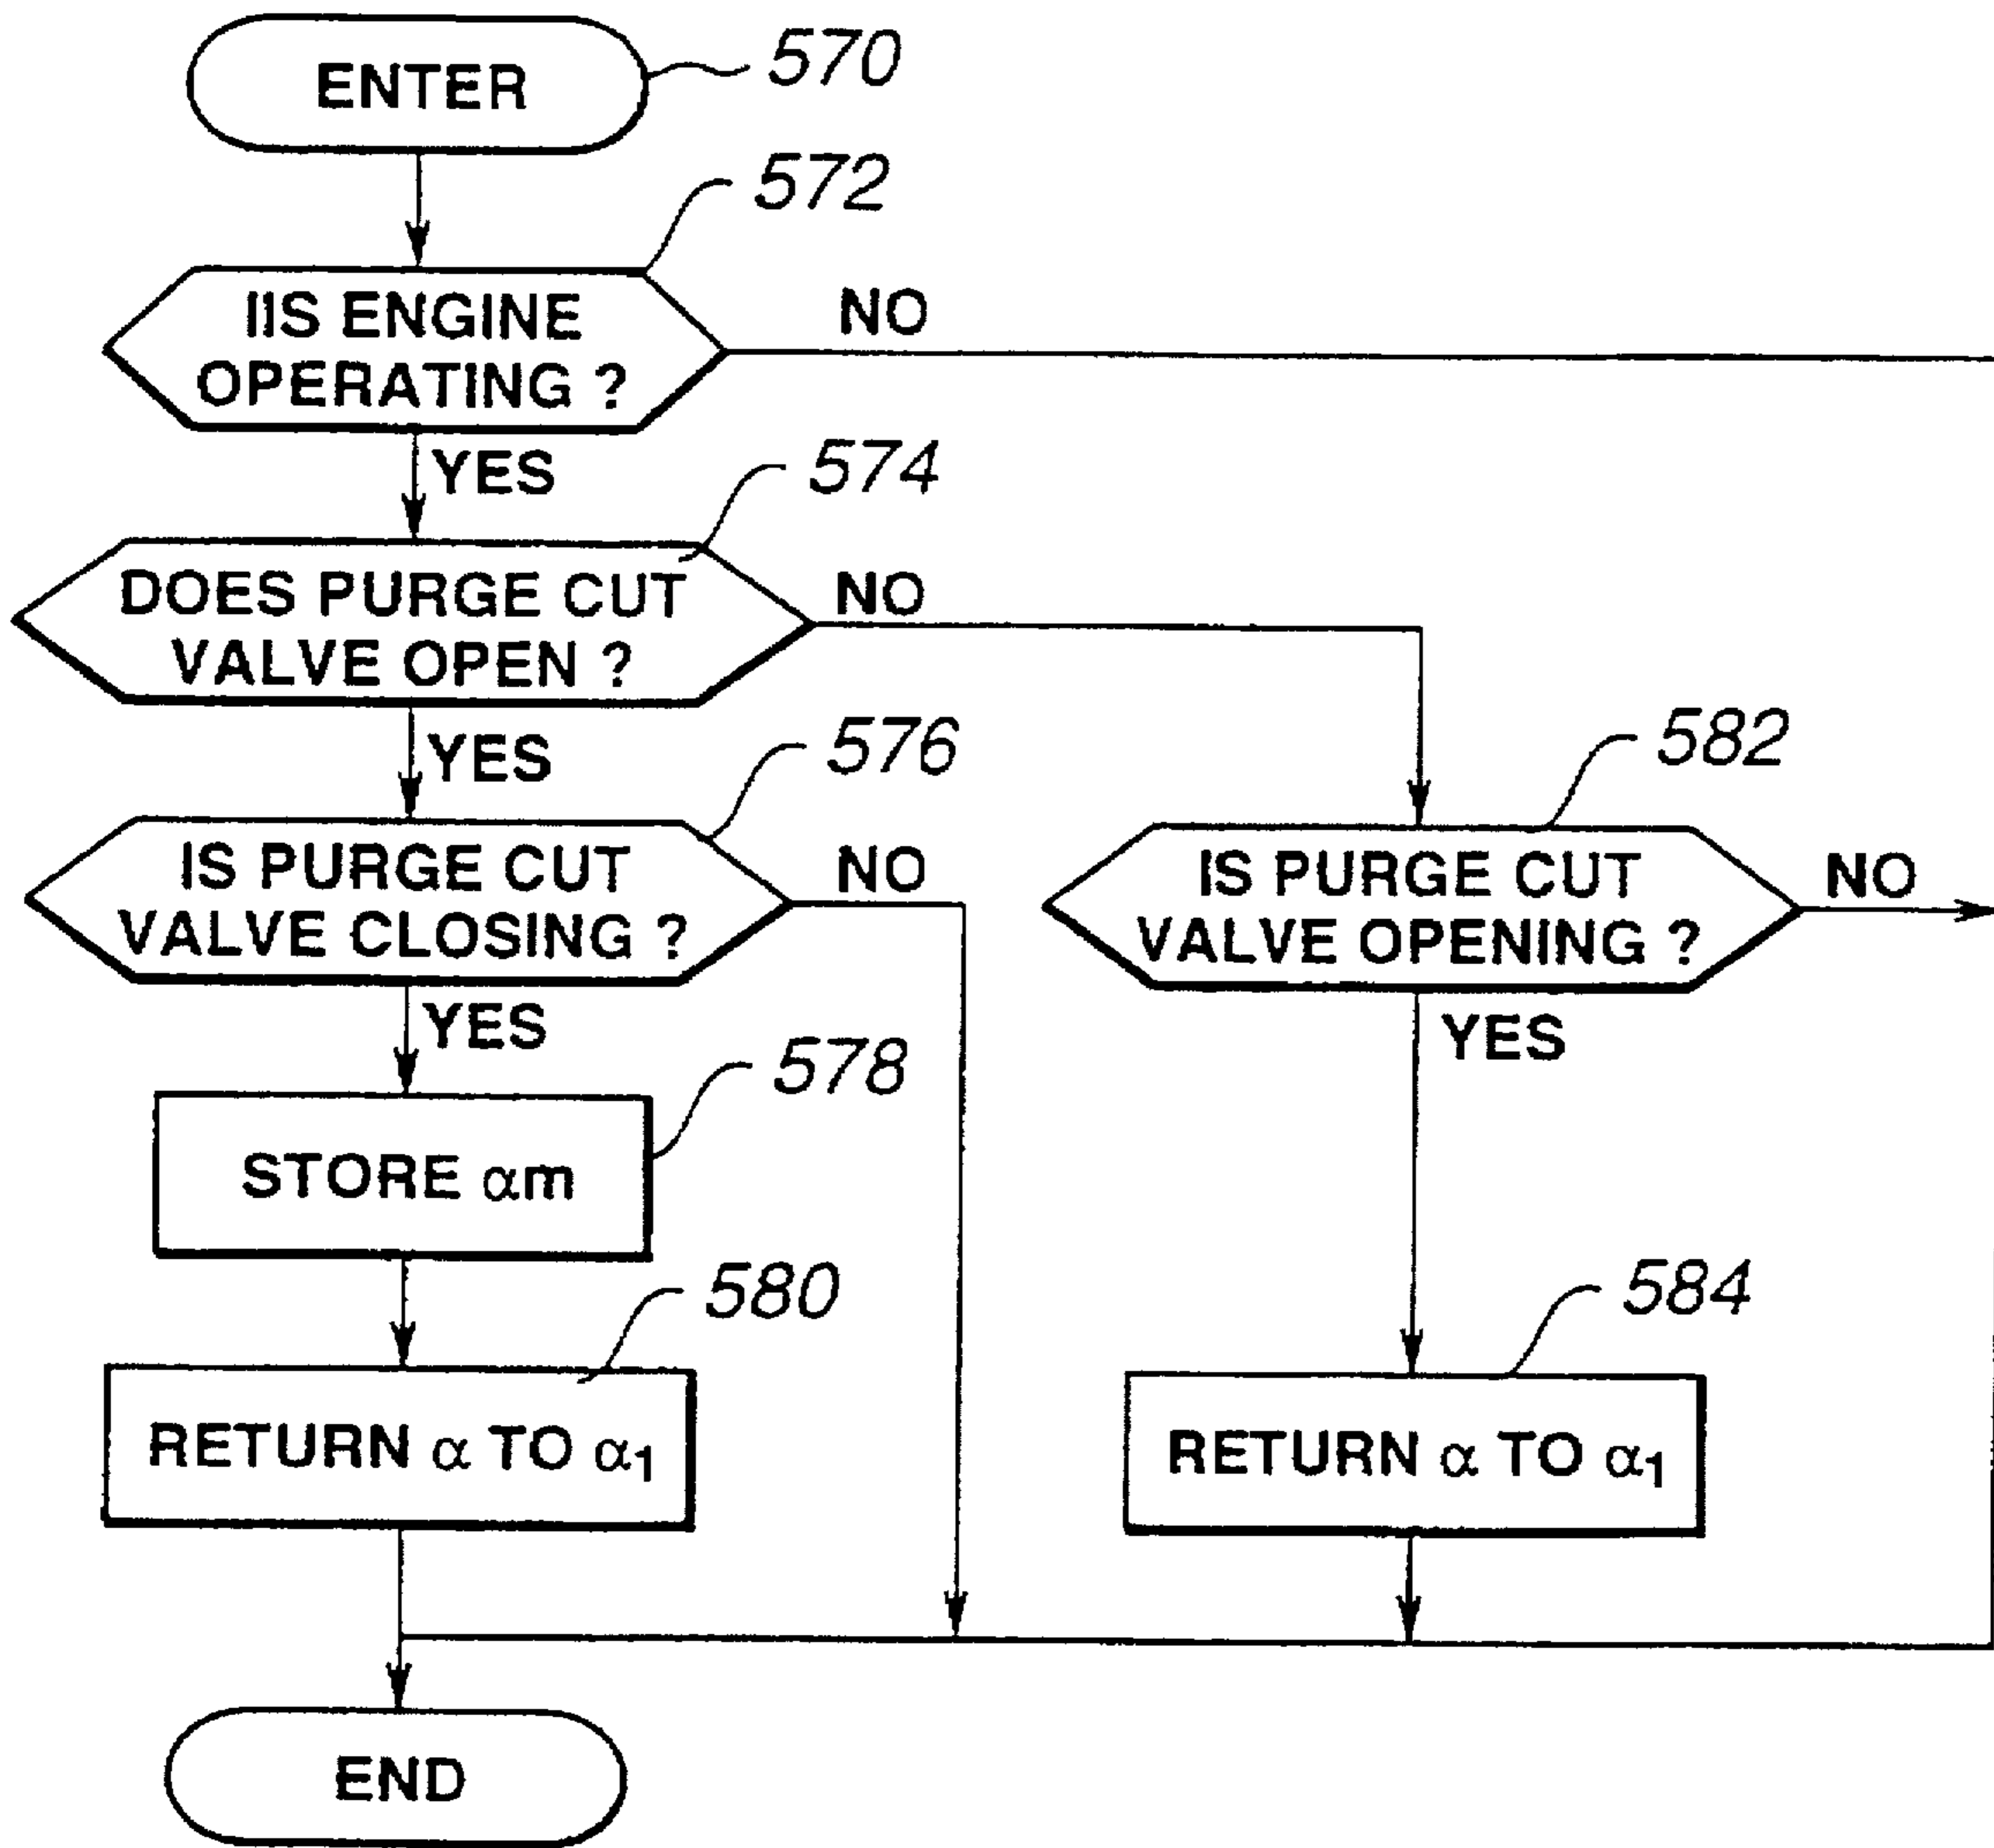 ENTER
570
572
IIS ENGINE
OPERATING ?
NO
YES
574
DOES PURGE CUT
VALVE OPEN ?
NO
YES
576
IS PURGE CUT
VALVE CLOSING ?
NO
582
IS PURGE CUT
VALVE OPENING ?
NO
YES
YES
578
STORE αm
580
RETURN α TO α₁
584
RETURN α TO α₁
END